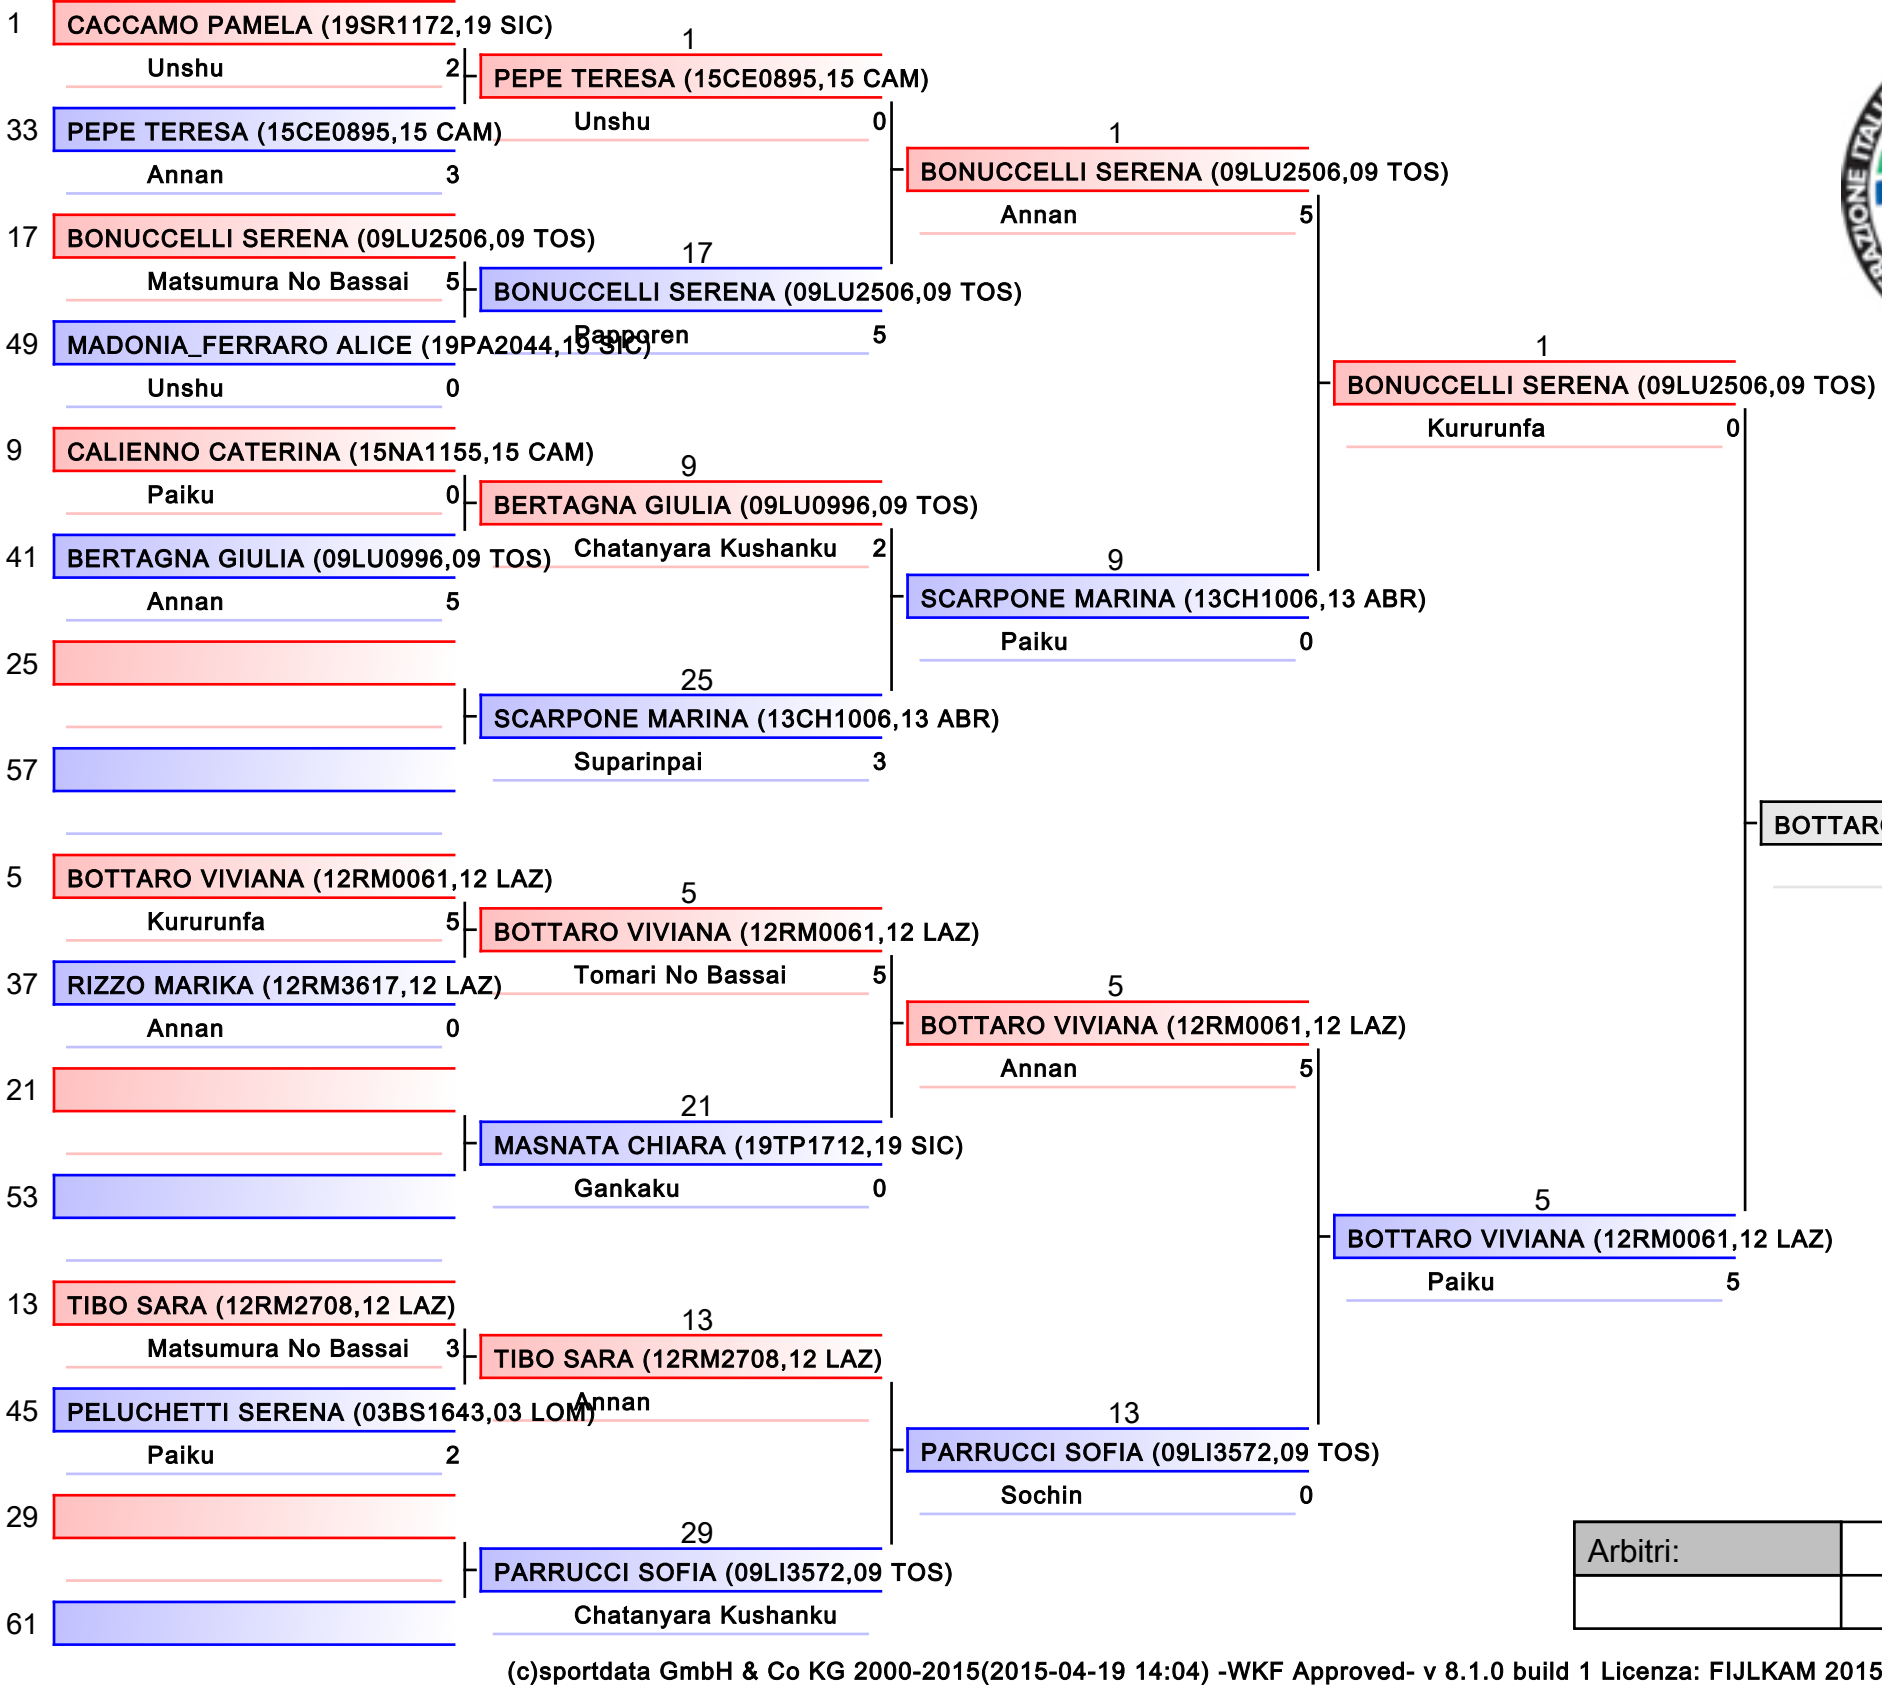 1 CACCAMO PAMELA (19SR1172,19 SIC)
Unshu 2
33 PEPE TERESA (15CE0895,15 CAM)
Annan 3
17 BONUCCELLI SERENA (09LU2506,09 TOS)
Matsumura No Bassai 5
49 MADONIA_FERRARO ALICE (19PA2044,19 SIC)
Unshu 0
9 CALIENNO CATERINA (15NA1155,15 CAM)
Paiku 0
41 BERTAGNA GIULIA (09LU0996,09 TOS)
Annan 5
25
57
5 BOTTARO VIVIANA (12RM0061,12 LAZ)
Kururunfa 5
37 RIZZO MARIKA (12RM3617,12 LAZ)
Annan 0
21
53
13 TIBO SARA (12RM2708,12 LAZ)
Matsumura No Bassai 3
45 PELUCHETTI SERENA (03BS1643,03 LOM)
Paiku 2
29
61
1
PEPE TERESA (15CE0895,15 CAM)
Unshu 0
17
BONUCCELLI SERENA (09LU2506,09 TOS)
Papporen 5
9
BERTAGNA GIULIA (09LU0996,09 TOS)
Chatanyara Kushanku 2
25
SCARPONE MARINA (13CH1006,13 ABR)
Suparinpai 3
5
BOTTARO VIVIANA (12RM0061,12 LAZ)
Tomari No Bassai 5
21
MASNATA CHIARA (19TP1712,19 SIC)
Gankaku 0
13
TIBO SARA (12RM2708,12 LAZ)
Annan
29
PARRUCCI SOFIA (09LI3572,09 TOS)
Chatanyara Kushanku
1
BONUCCELLI SERENA (09LU2506,09 TOS)
Annan 5
9
SCARPONE MARINA (13CH1006,13 ABR)
Paiku 0
5
BOTTARO VIVIANA (12RM0061,12 LAZ)
Annan 5
13
PARRUCCI SOFIA (09LI3572,09 TOS)
Sochin 0
1
BONUCCELLI SERENA (09LU2506,09 TOS)
Kururunfa 0
5
BOTTARO VIVIANA (12RM0061,12 LAZ)
Paiku 5
Arbitri:
(c)sportdata GmbH & Co KG 2000-2015(2015-04-19 14:04) -WKF Approved- v 8.1.0 build 1 Licenza: FIJLKAM 2015